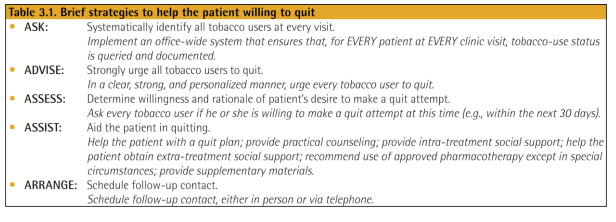 Table 3.1. Brief strategies to help the patient willing to quit
• ASK: Systematically identify all tobacco users at every visit.
Implement an office-wide system that ensures that, for EVERY patient at EVERY clinic visit, tobacco-use status
is queried and documented.
• ADVISE: Strongly urge all tobacco users to quit.
In a clear, strong, and personalized manner, urge every tobacco user to quit.
• ASSESS: Determine willingness and rationale of patient's desire to make a quit attempt.
Ask every tobacco user if he or she is willing to make a quit attempt at this time (e.g., within the next 30 days).
• ASSIST: Aid the patient in quitting.
Help the patient with a quit plan; provide practical counseling; provide intra-treatment social support; help the
patient obtain extra-treatment social support; recommend use of approved pharmacotherapy except in special
circumstances; provide supplementary materials.
• ARRANGE: Schedule follow-up contact.
Schedule follow-up contact, either in person or via telephone.